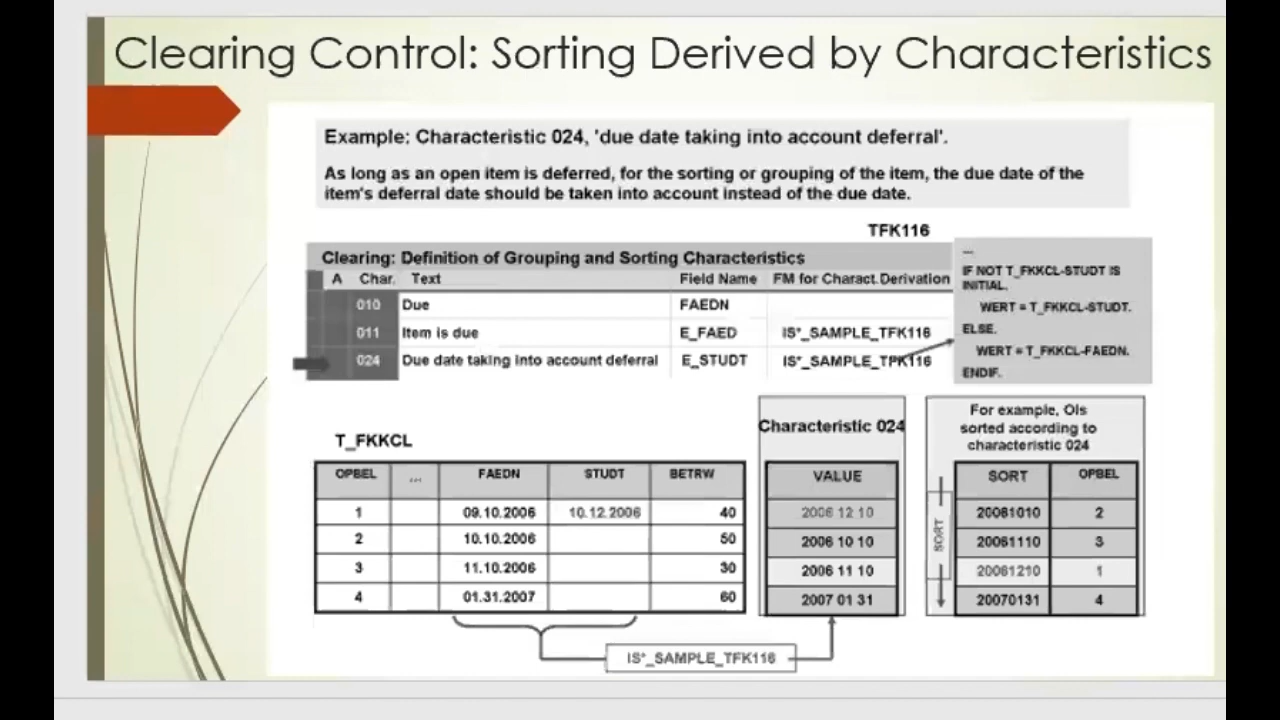 Clearing Control: Sorting Derived by Characteristics
Example: Characteristic 024, 'due date taking into account deferral'.
As long as an open item is deferred, for the sorting or grouping of the item, the due date of the
item's deferral date should be taken into account instead of the due date.
TFK116
Clearing: Definition of Grouping and Sorting Characteristics
A Char. Text Field Name FM for Charact.Derivation
010 Due FAEDN
011 Item is due E_FAED IS*_SAMPLE_TFK116
024 Due date taking into account deferral E_STUDT IS*_SAMPLE_TFK116
...
IF NOT T_FKKCL-STUDT IS
INITIAL.
WERT = T_FKKCL-STUDT.
ELSE.
WERT = T_FKKCL-FAEDN.
ENDIF.
T_FKKCL
OPBEL ... FAEDN STUDT BETRW
1 09.10.2006 10.12.2006 40
2 10.10.2006 50
3 11.10.2006 30
4 01.31.2007 60
Characteristic 024
VALUE
2006 12 10
2006 10 10
2006 11 10
2007 01 31
For example, OIs
sorted according to
characteristic 024
SORT
SORT OPBEL
20061010 2
20061110 3
20061210 1
20070131 4
IS*_SAMPLE_TFK116